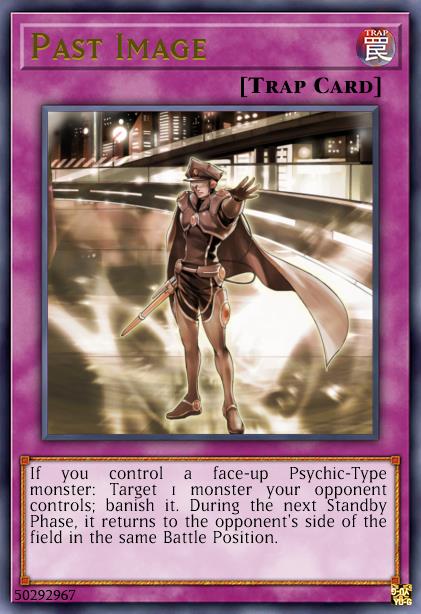 PAST IMAGE
TRAP
罠
[TRAP CARD]
If you control a face-up Psychic-Type
monster: Target 1 monster your opponent
controls; banish it. During the next Standby
Phase, it returns to the opponent's side of the
field in the same Battle Position.
50292967